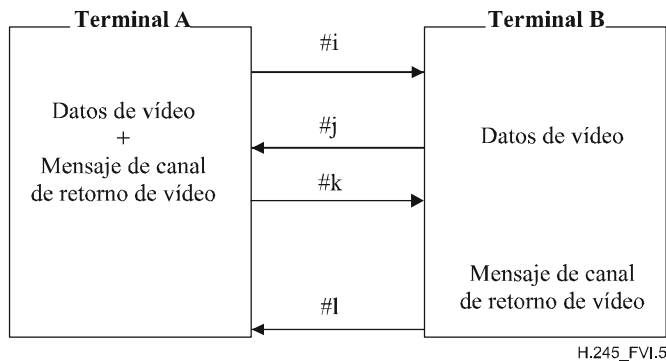 Terminal A
Terminal B
#i
Datos de vídeo
+
Mensaje de canal
de retorno de vídeo
#j
Datos de vídeo
#k
Mensaje de canal
de retorno de vídeo
#l
H.245_FVI.5